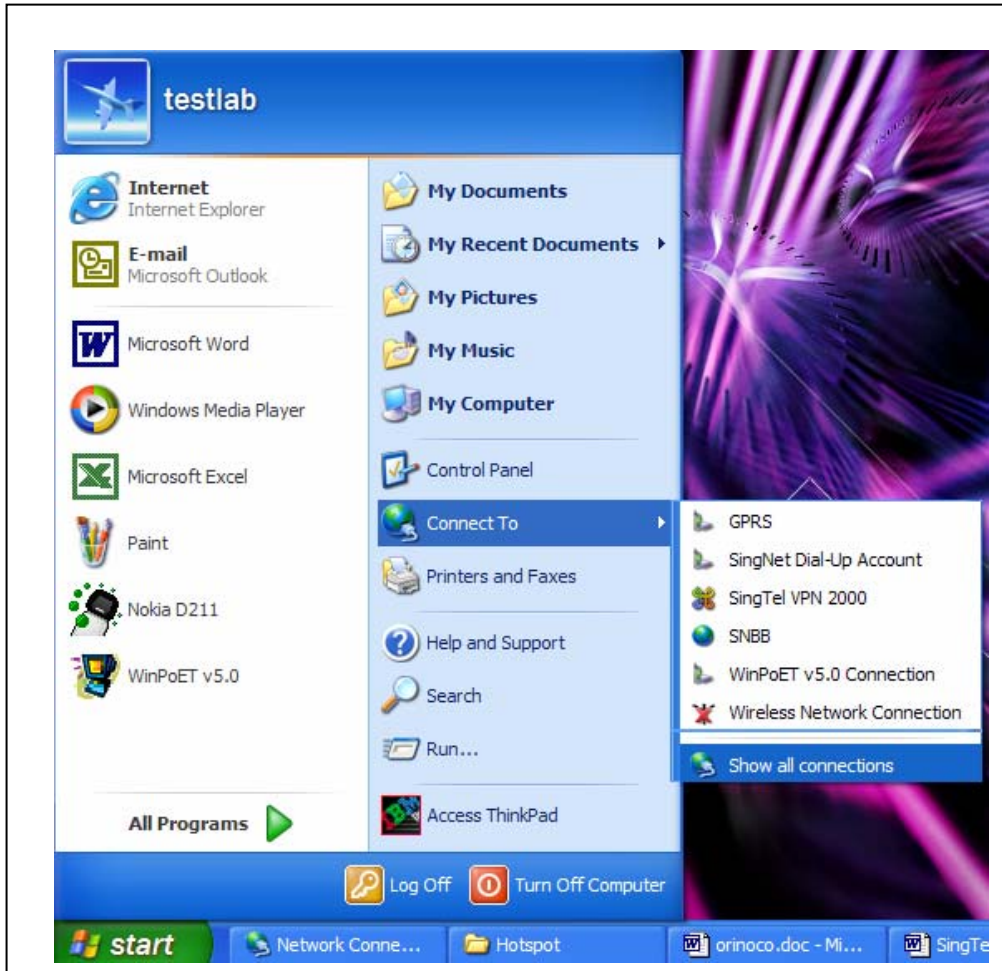 testlab
Internet
Internet Explorer
E-mail
Microsoft Outlook
Microsoft Word
Windows Media Player
Microsoft Excel
Paint
Nokia D211
WinPoET v5.0
All Programs
My Documents
My Recent Documents
My Pictures
My Music
My Computer
Control Panel
Connect To
Printers and Faxes
Help and Support
Search
Run...
Access ThinkPad
GPRS
SingNet Dial-Up Account
SingTel VPN 2000
SNBB
WinPoET v5.0 Connection
Wireless Network Connection
Show all connections
Log Off
Turn Off Computer
start
Network Conne...
Hotspot
orinoco.doc - Mi...
SingTe